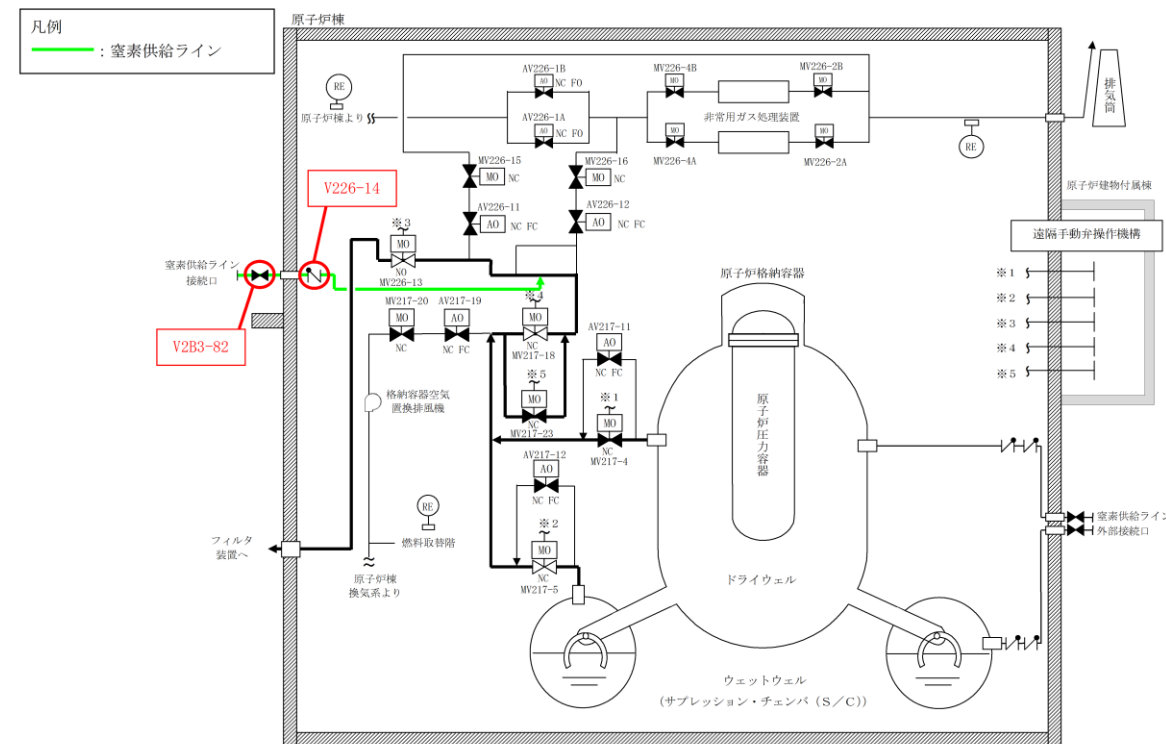 凡例
：窒素供給ライン
原子炉棟
RE
原子炉棟より
AV226-1B
AO
NC FO
AV226-1A
AO
NC FO
MV226-4B
MO
MV226-2B
MO
非常用ガス処理装置
MO
MV226-4A
MO
MV226-2A
RE
排気筒
MV226-15
MO
NC
MV226-16
MO
NC
AV226-11
AO
NC FC
AV226-12
AO
NC FC
V226-14
※3
MO
NO
MV226-13
窒素供給ライン
接続口
V2B3-82
MV217-20
MO
NC
AV217-19
AO
NC FC
※4
MO
NC
MV217-18
※5
MO
NC
MV217-23
AV217-11
AO
NC FC
※1
MO
NC
MV217-4
AV217-12
AO
NC FC
※2
MO
NC
MV217-5
格納容器空気
置換排風機
RE
燃料取替階
フィルタ
装置へ
原子炉棟
換気系より
原子炉格納容器
原子炉圧力容器
ドライウェル
ウェットウェル
(サプレッション・チェンバ(S/C))
原子炉建物付属棟
遠隔手動弁操作機構
※1
※2
※3
※4
※5
窒素供給ライン
外部接続口